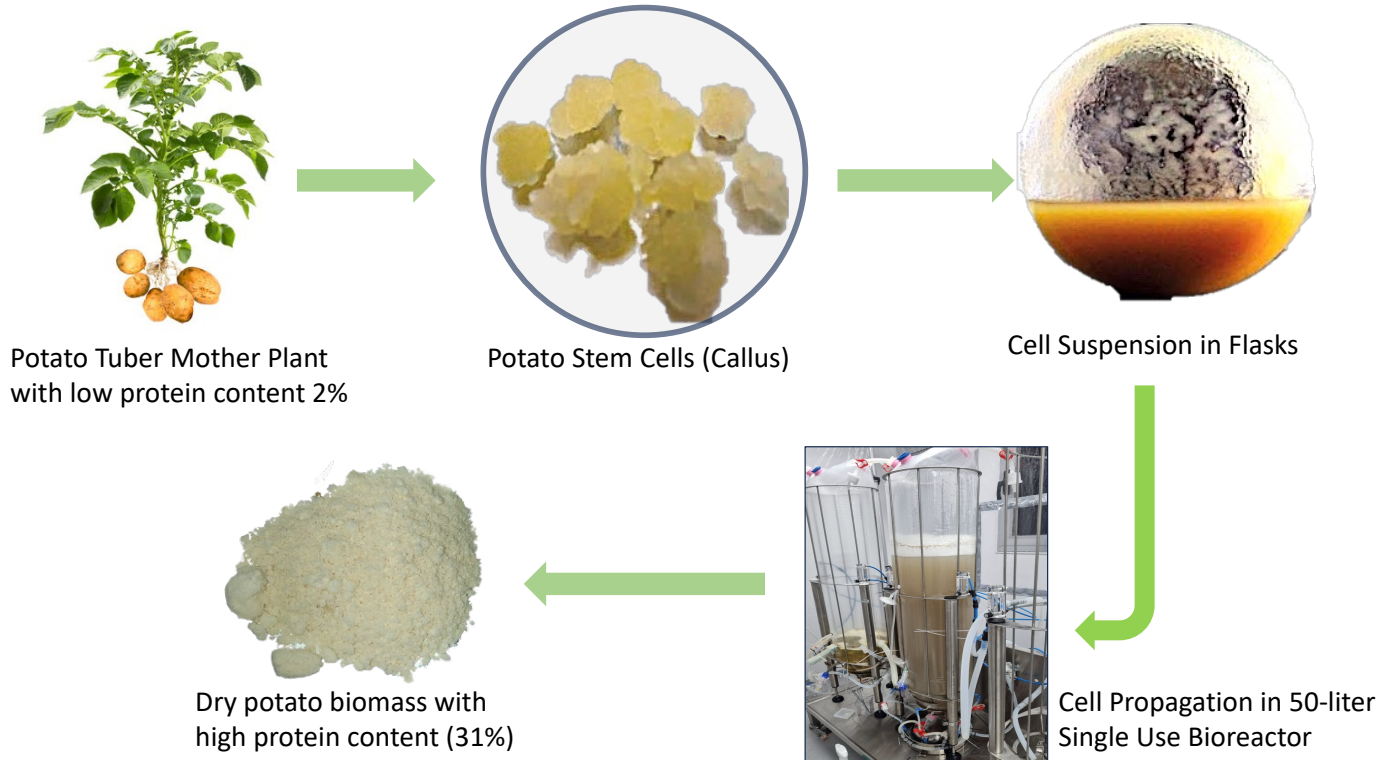 Potato Tuber Mother Plant
with low protein content 2%
Potato Stem Cells (Callus)
Cell Suspension in Flasks
Cell Propagation in 50-liter
Single Use Bioreactor
Dry potato biomass with
high protein content (31%)